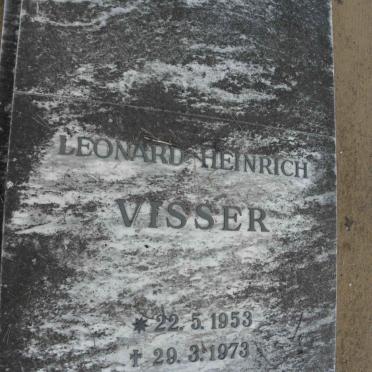 LEONARD HEINRICH
VISSER
* 22. 5. 1953
† 29. 3. 1973